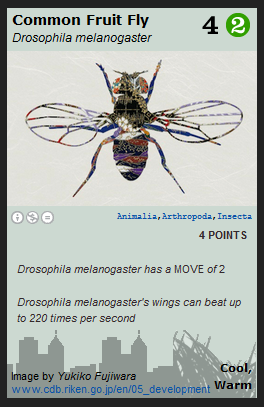 Common Fruit Fly
4 2
Drosophila melanogaster
Animalia,Arthropoda,Insecta
4 POINTS
Drosophila melanogaster has a MOVE of 2
Drosophila melanogaster's wings can beat up
to 220 times per second
Cool,
Warm
Image by Yukiko Fujiwara
www.cdb.riken.go.jp/en/05_development